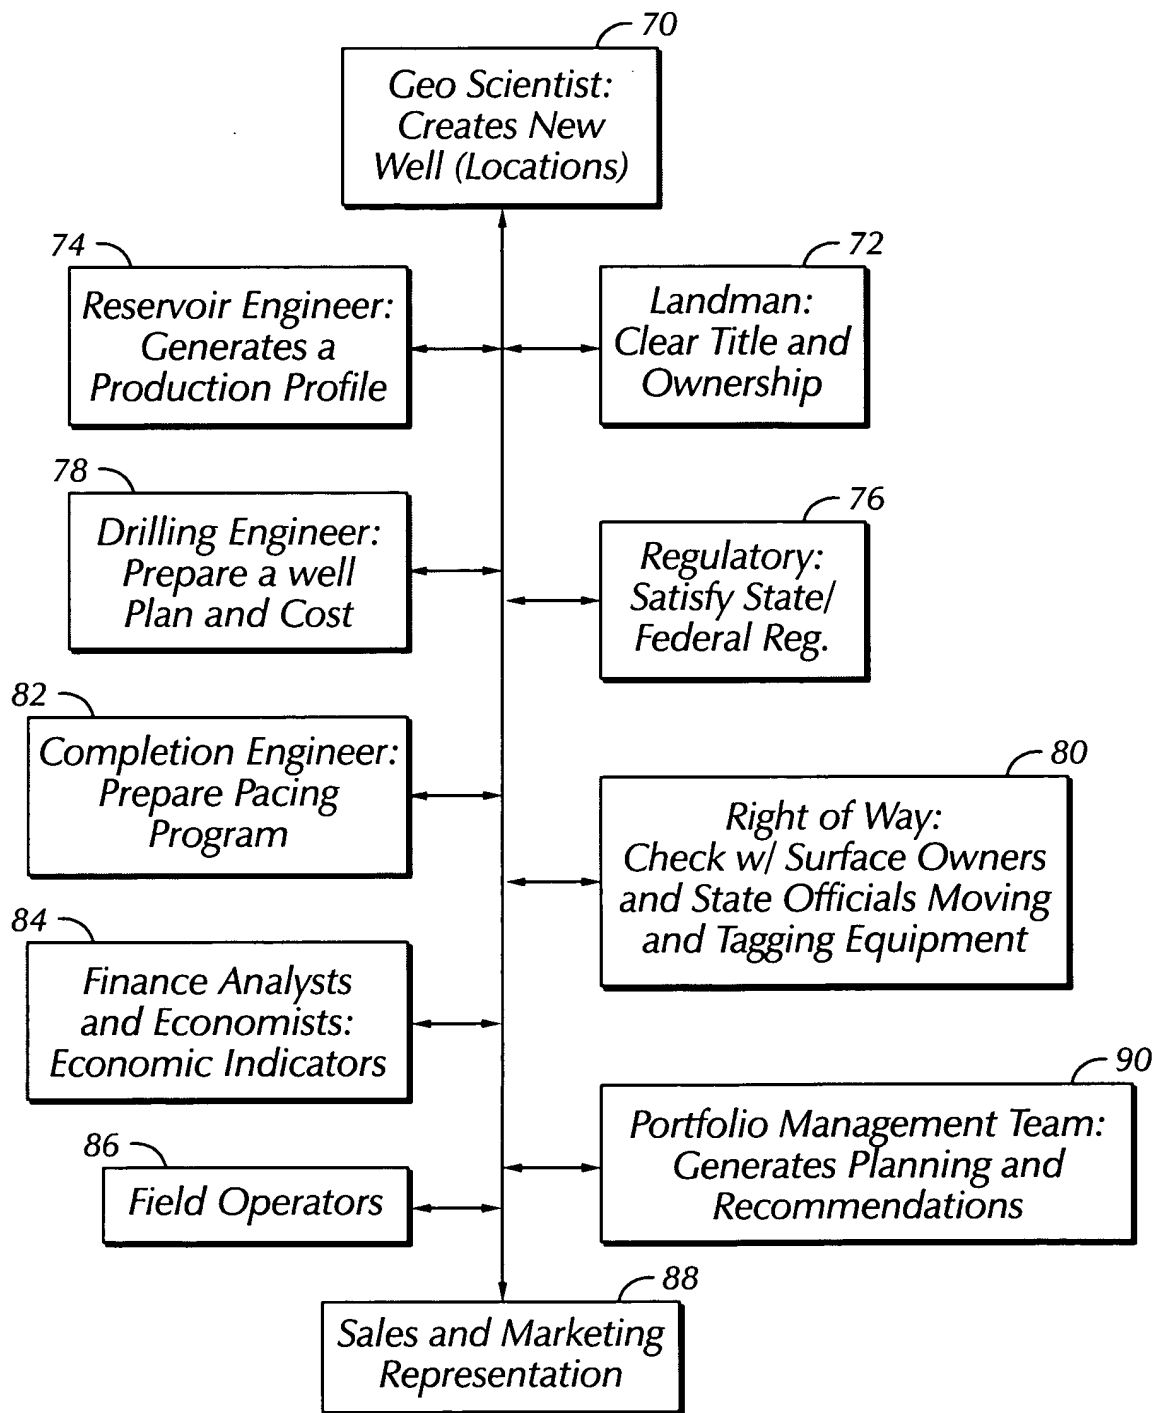 70
Geo Scientist:
Creates New
Well (Locations)
74
Reservoir Engineer:
Generates a
Production Profile
72
Landman:
Clear Title and
Ownership
78
Drilling Engineer:
Prepare a well
Plan and Cost
76
Regulatory:
Satisfy State/
Federal Reg.
82
Completion Engineer:
Prepare Pacing
Program
80
Right of Way:
Check w/ Surface Owners
and State Officials Moving
and Tagging Equipment
84
Finance Analysts
and Economists:
Economic Indicators
90
Portfolio Management Team:
Generates Planning and
Recommendations
86
Field Operators
88
Sales and Marketing
Representation